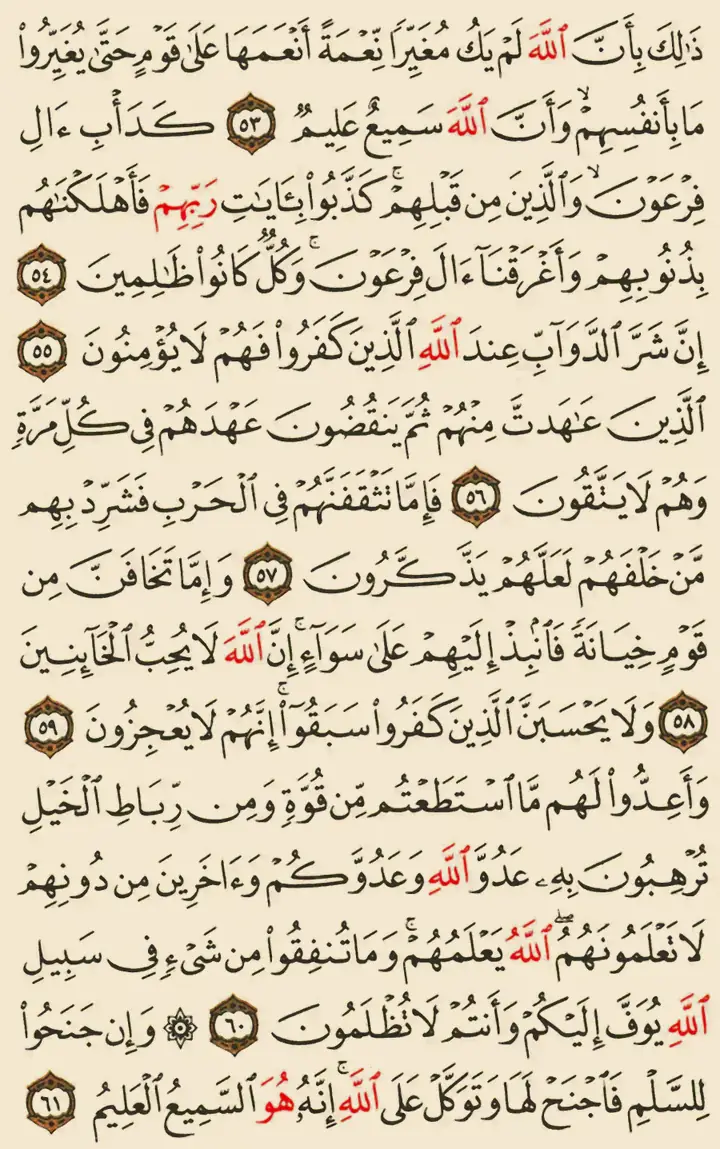 ذَٰلِكَ بِأَنَّ ٱللَّهَ لَمْ يَكُ مُغَيِّرًا نِّعْمَةً أَنْعَمَهَا عَلَىٰ قَوْمٍ حَتَّىٰ يُغَيِّرُوا۟
مَا بِأَنفُسِهِمْ ۙ وَأَنَّ ٱللَّهَ سَمِيعٌ عَلِيمٌ ٥٣ كَدَأْبِ ءَالِ
فِرْعَوْنَ ۙ وَٱلَّذِينَ مِن قَبْلِهِمْ ۚ كَذَّبُوا۟ بِـَٔايَـٰتِ رَبِّهِمْ فَأَهْلَكْنَـٰهُم
بِذُنُوبِهِمْ وَأَغْرَقْنَآ ءَالَ فِرْعَوْنَ ۚ وَكُلٌّ كَانُوا۟ ظَـٰلِمِينَ ٥٤
إِنَّ شَرَّ ٱلدَّوَآبِّ عِندَ ٱللَّهِ ٱلَّذِينَ كَفَرُوا۟ فَهُمْ لَا يُؤْمِنُونَ ٥٥
ٱلَّذِينَ عَـٰهَدتَّ مِنْهُمْ ثُمَّ يَنقُضُونَ عَهْدَهُمْ فِى كُلِّ مَرَّةٍ
وَهُمْ لَا يَتَّقُونَ ٥٦ فَإِمَّا تَثْقَفَنَّهُمْ فِى ٱلْحَرْبِ فَشَرِّدْ بِهِم
مَّنْ خَلْفَهُمْ لَعَلَّهُمْ يَذَّكَّرُونَ ٥٧ وَإِمَّا تَخَافَنَّ مِن
قَوْمٍ خِيَانَةً فَٱنۢبِذْ إِلَيْهِمْ عَلَىٰ سَوَآءٍ ۚ إِنَّ ٱللَّهَ لَا يُحِبُّ ٱلْخَآئِنِينَ
٥٨ وَلَا يَحْسَبَنَّ ٱلَّذِينَ كَفَرُوا۟ سَبَقُوٓا۟ ۚ إِنَّهُمْ لَا يُعْجِزُونَ ٥٩
وَأَعِدُّوا۟ لَهُم مَّا ٱسْتَطَعْتُم مِّن قُوَّةٍ وَمِن رِّبَاطِ ٱلْخَيْلِ
تُرْهِبُونَ بِهِۦ عَدُوَّ ٱللَّهِ وَعَدُوَّكُمْ وَءَاخَرِينَ مِن دُونِهِمْ
لَا تَعْلَمُونَهُمُ ۖ ٱللَّهُ يَعْلَمُهُمْ ۚ وَمَا تُنفِقُوا۟ مِن شَىْءٍ فِى سَبِيلِ
ٱللَّهِ يُوَفَّ إِلَيْكُمْ وَأَنتُمْ لَا تُظْلَمُونَ ٦٠ ۞ وَإِن جَنَحُوا۟
لِلسَّلْمِ فَٱجْنَحْ لَهَا وَتَوَكَّلْ عَلَى ٱللَّهِ ۚ إِنَّهُۥ هُوَ ٱلسَّمِيعُ ٱلْعَلِيمُ ٦١